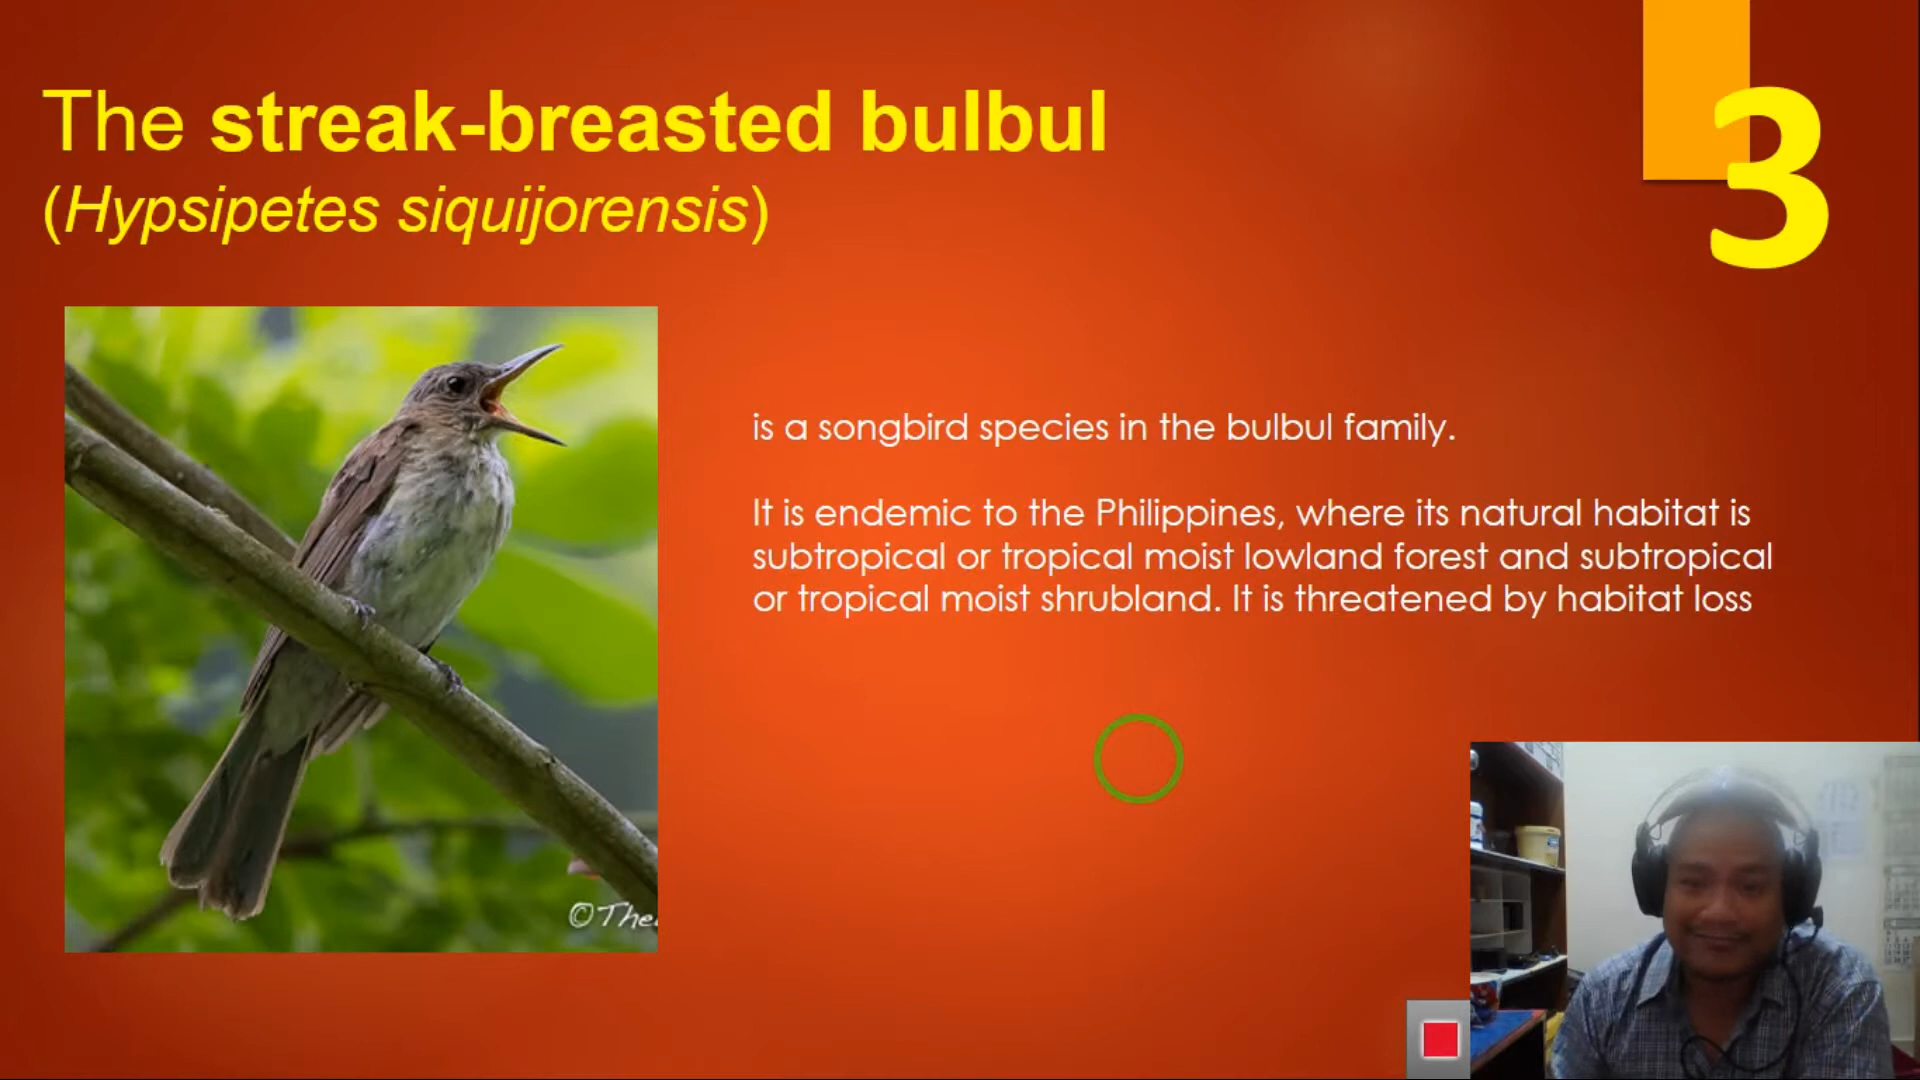 The streak-breasted bulbul
(Hypsipetes siquijorensis)
3
is a songbird species in the bulbul family.
It is endemic to the Philippines, where its natural habitat is
subtropical or tropical moist lowland forest and subtropical
or tropical moist shrubland. It is threatened by habitat loss